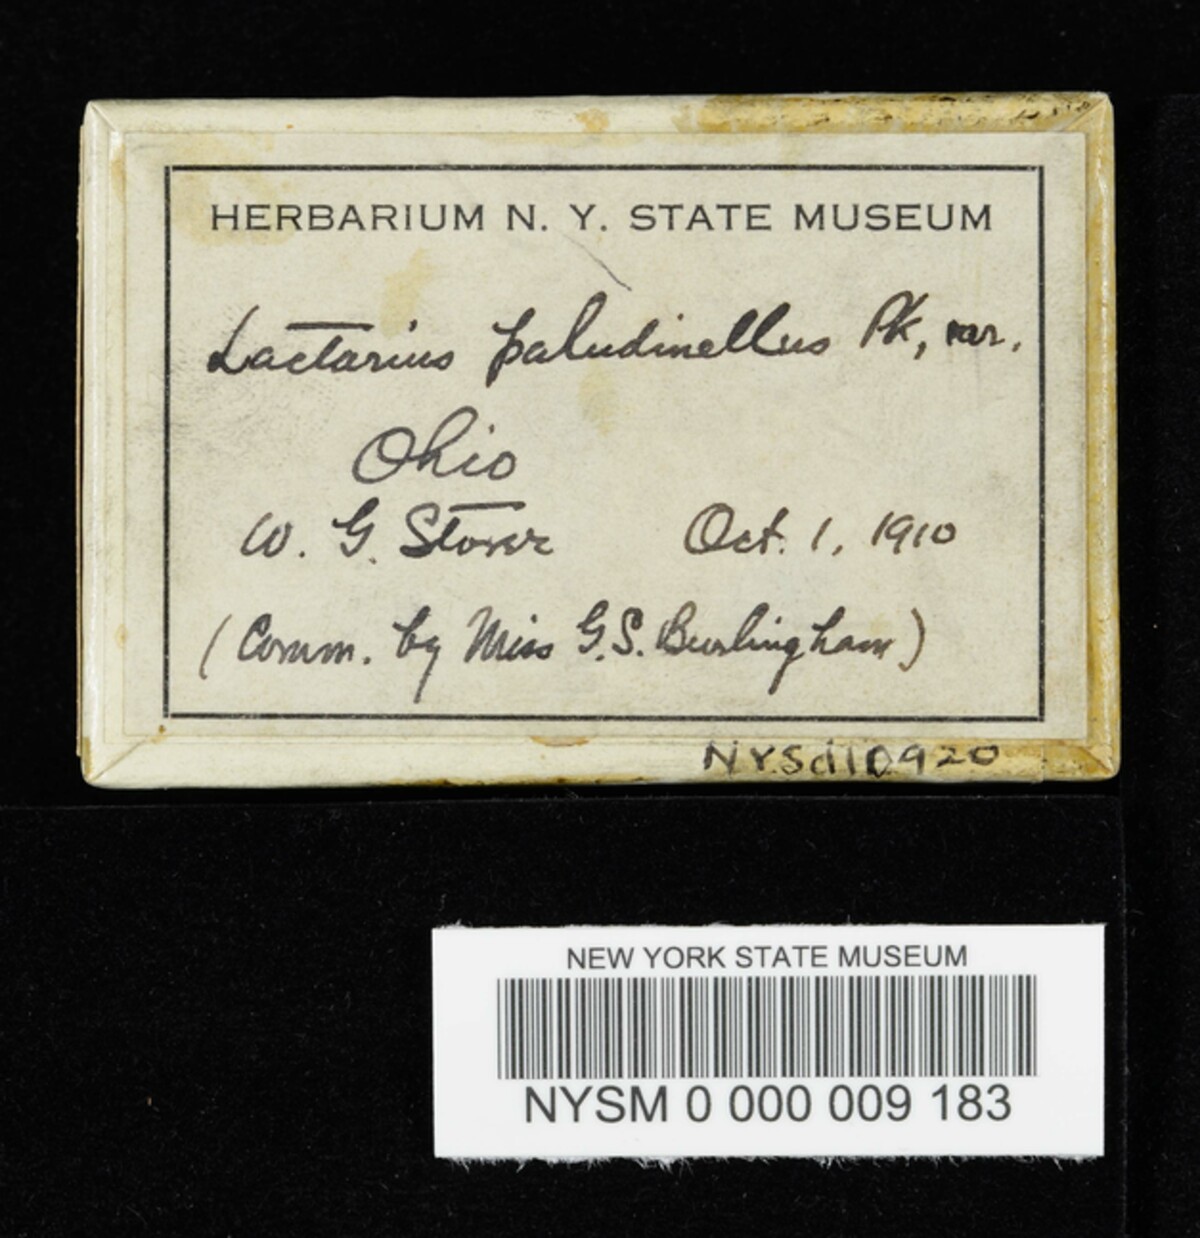 HERBARIUM N. Y. STATE MUSEUM
Lactarius paludinellus Pk, var.
Ohio
W. G. Stover Oct. 1, 1910
(Comm. by Miss G.S. Burlingham)
NYSd10920
NEW YORK STATE MUSEUM
NYSM 0 000 009 183